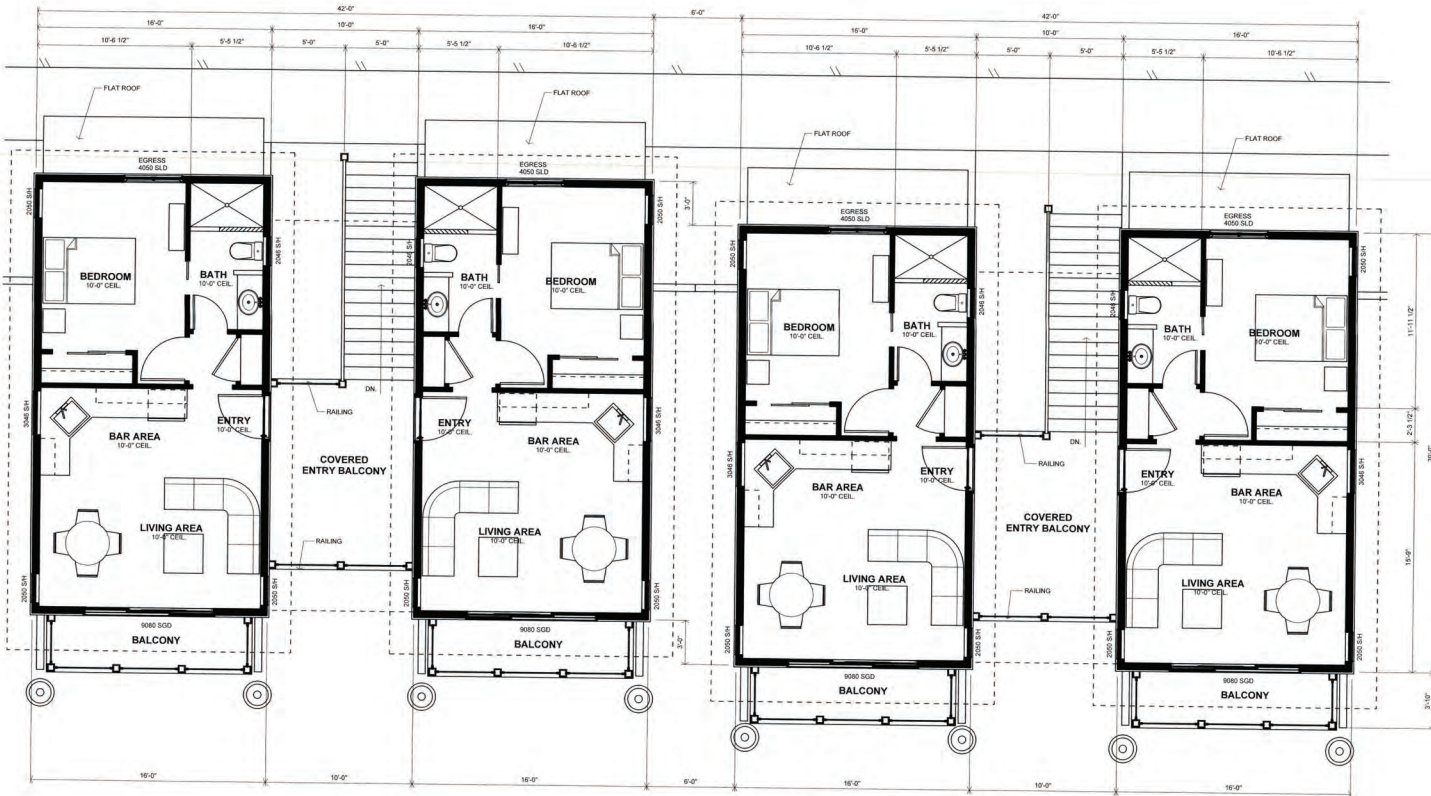 42'-0"
6'-0"
42'-0"
16'-0"
10'-0"
16'-0"
16'-0"
10'-0"
16'-0"
10'-6 1/2"
5'-5 1/2"
5'-0"
5'-0"
5'-5 1/2"
10'-6 1/2"
10'-6 1/2"
5'-5 1/2"
5'-0"
5'-0"
5'-5 1/2"
10'-6 1/2"
FLAT ROOF
FLAT ROOF
FLAT ROOF
FLAT ROOF
EGRESS
4050 SLD
2050 S/H
BEDROOM
10'-0" CEIL.
BATH
10'-0" CEIL.
2046 S/H
3046 S/H
BAR AREA
10'-0" CEIL.
ENTRY
10'-0" CEIL.
LIVING AREA
10'-0" CEIL.
2050 S/H
2050 S/H
9080 SGD
BALCONY
DN.
RAILING
COVERED
ENTRY BALCONY
RAILING
EGRESS
4050 SLD
2046 S/H
BATH
10'-0" CEIL.
BEDROOM
10'-0" CEIL.
2050 S/H
3'-0"
ENTRY
10'-0" CEIL.
BAR AREA
10'-0" CEIL.
3046 S/H
LIVING AREA
10'-0" CEIL.
2050 S/H
2050 S/H
9080 SGD
BALCONY
3'-0"
EGRESS
4050 SLD
2050 S/H
BEDROOM
10'-0" CEIL.
BATH
10'-0" CEIL.
2046 S/H
3046 S/H
BAR AREA
10'-0" CEIL.
ENTRY
10'-0" CEIL.
LIVING AREA
10'-0" CEIL.
2050 S/H
2050 S/H
9080 SGD
BALCONY
DN.
RAILING
COVERED
ENTRY BALCONY
RAILING
EGRESS
4050 SLD
2046 S/H
BATH
10'-0" CEIL.
BEDROOM
10'-0" CEIL.
2050 S/H
ENTRY
10'-0" CEIL.
BAR AREA
10'-0" CEIL.
3046 S/H
LIVING AREA
10'-0" CEIL.
2050 S/H
2050 S/H
9080 SGD
BALCONY
11'-11 1/2"
2'-3 1/2"
15'-9"
3'-10"
16'-0"
10'-0"
16'-0"
6'-0"
16'-0"
10'-0"
16'-0"